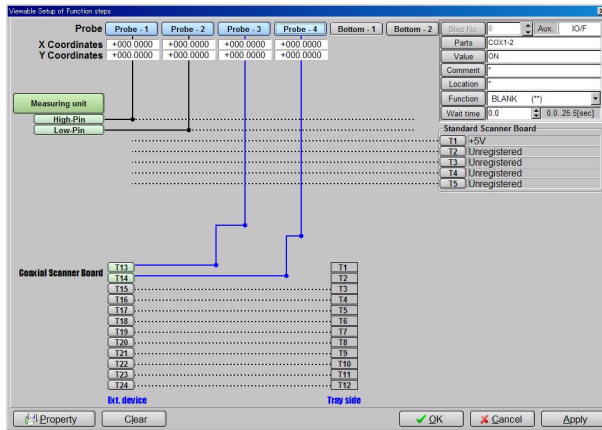 Viewable Setup of Function steps
Probe Probe - 1 Probe - 2 Probe - 3 Probe - 4 Bottom - 1 Bottom - 2 Step No. 8 Aux. IO/F
X Coordinates +000.0000 +000.0000 +000.0000 +000.0000 Parts COX1-2
Y Coordinates +000.0000 +000.0000 +000.0000 +000.0000 Value ON
Comment *
Location *
Measuring unit Function BLANK (**)
High-Pin Wait time 0.0 0.0..25.5[sec]
Low-Pin Standard Scanner Board
T1 +5V
T2 Unregistered
T3 Unregistered
T4 Unregistered
T5 Unregistered
Coaxial Scanner Board
T13 T1
T14 T2
T15 T3
T16 T4
T17 T5
T18 T6
T19 T7
T20 T8
T21 T9
T22 T10
T23 T11
T24 T12
Ext. device Tray side
Property Clear OK Cancel Apply